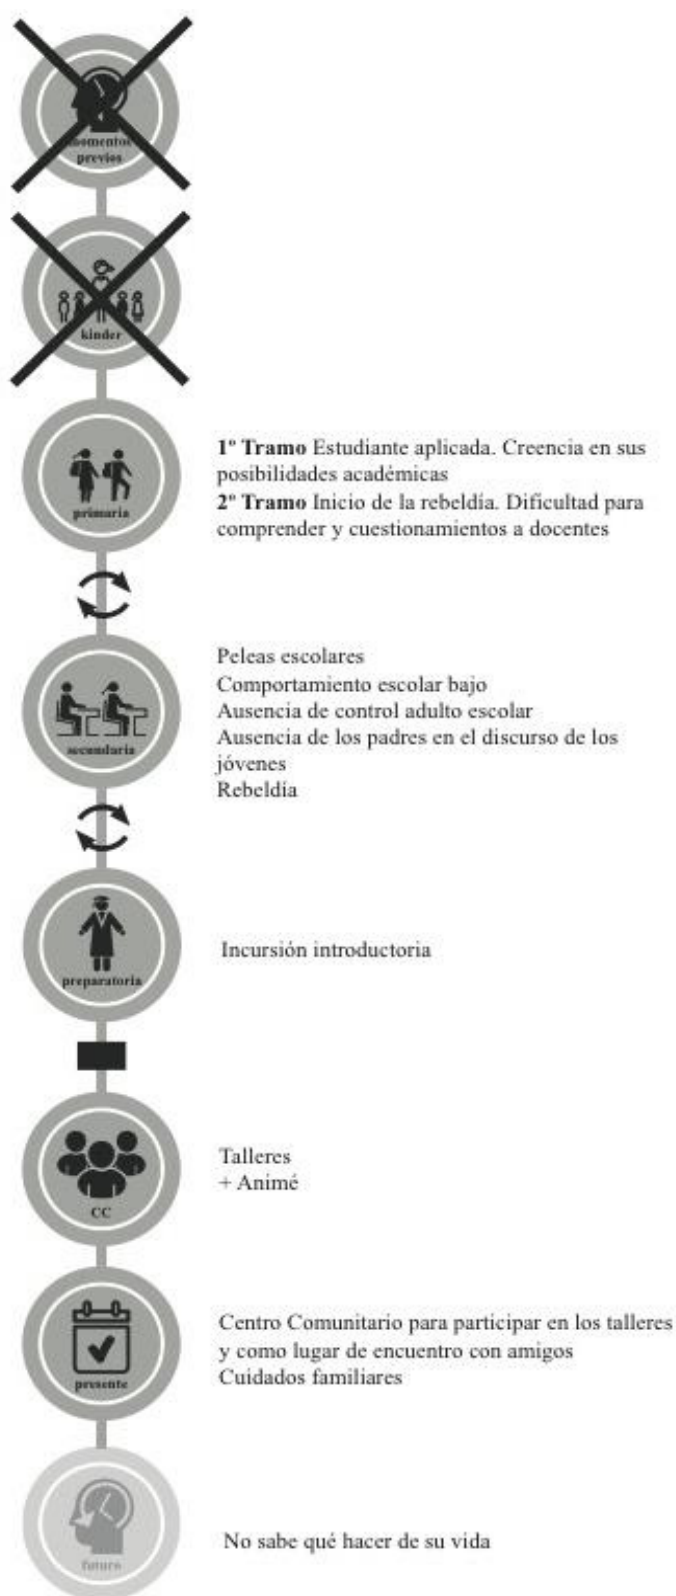 momentos
previos
kinder
primaria
1º Tramo Estudiante aplicada. Creencia en sus
posibilidades académicas
2º Tramo Inicio de la rebeldía. Dificultad para
comprender y cuestionamientos a docentes
secundaria
Peleas escolares
Comportamiento escolar bajo
Ausencia de control adulto escolar
Ausencia de los padres en el discurso de los
jóvenes
Rebeldía
preparatoria
Incursión introductoria
CC
Talleres
+ Animé
presente
Centro Comunitario para participar en los talleres
y como lugar de encuentro con amigos
Cuidados familiares
futuro
No sabe qué hacer de su vida